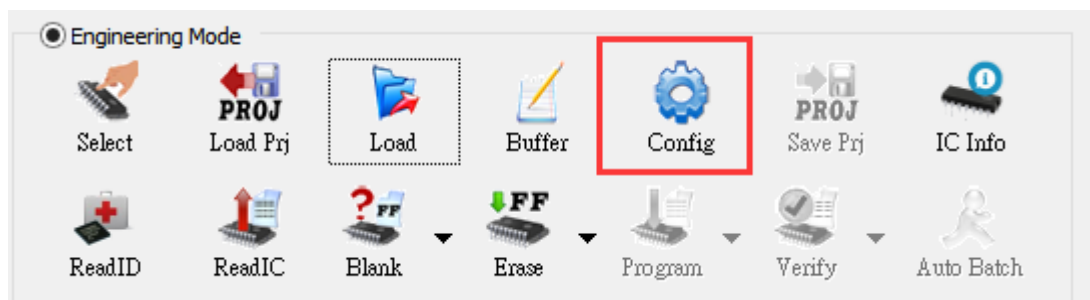 Engineering Mode
PROJ PROJ
Select Load Prj Load Buffer Config Save Prj IC Info
? FF FF
ReadID ReadIC Blank Erase Program Verify Auto Batch